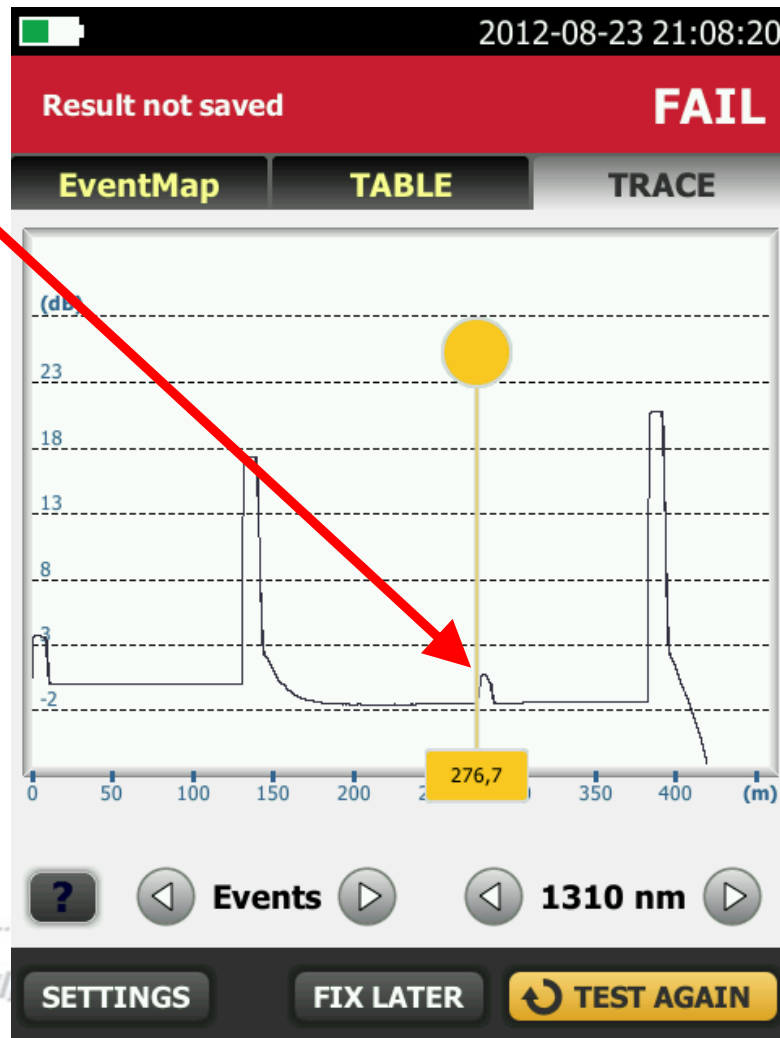 2012-08-23 21:08:20
Result not saved FAIL
EventMap TABLE TRACE
(dB)
23
18
13
8
3
-2
276,7
0 50 100 150 200 350 400 (m)
? Events 1310 nm
SETTINGS FIX LATER TEST AGAIN